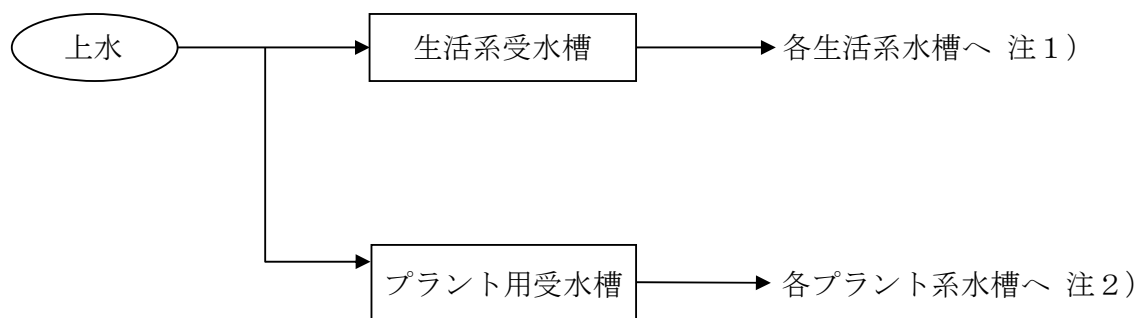 上水
生活系受水槽
各生活系水槽へ 注１）
プラント用受水槽
各プラント系水槽へ 注２）